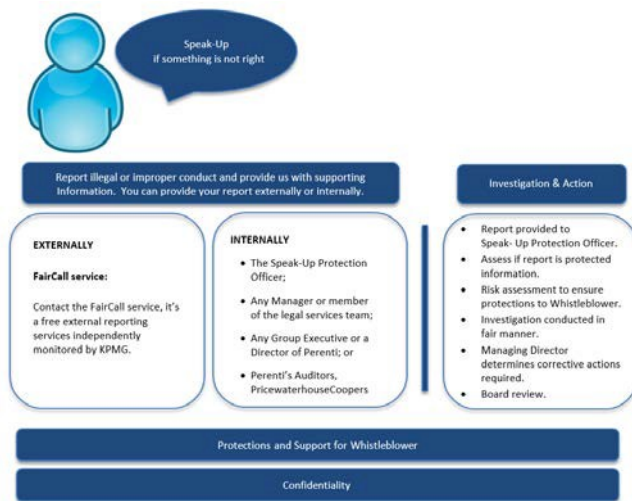 Speak-Up
if something is not right
Report illegal or improper conduct and provide us with supporting
Information. You can provide your report externally or internally.
EXTERNALLY
FairCall service:
Contact the FairCall service, it's
a free external reporting
services independently
monitored by KPMG.
INTERNALLY
• The Speak-Up Protection
Officer;
• Any Manager or member
of the legal services team;
• Any Group Executive or a
Director of Perenti; or
• Perenti's Auditors,
PricewaterhouseCoopers
Investigation & Action
• Report provided to
Speak- Up Protection Officer.
• Assess if report is protected
information.
• Risk assessment to ensure
protections to Whistleblower.
• Investigation conducted in
fair manner.
• Managing Director
determines corrective actions
required.
• Board review.
Protections and Support for Whistleblower
Confidentiality